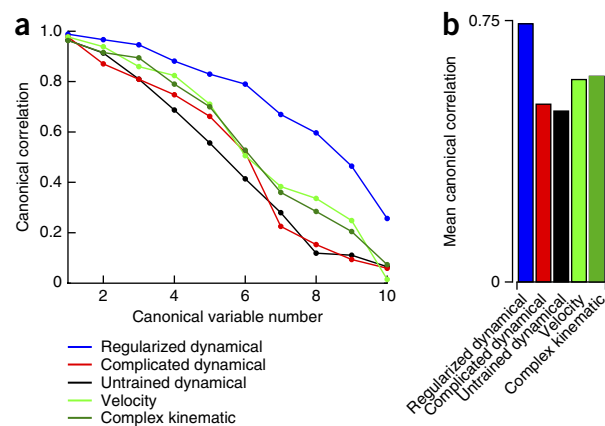 a
1.0
0.8
0.6
0.4
0.2
0
Canonical correlation
2
4
6
8
10
Canonical variable number
Regularized dynamical
Complicated dynamical
Untrained dynamical
Velocity
Complex kinematic
b
0.75
0
Mean canonical correlation
Regularized dynamical
Complicated dynamical
Untrained dynamical
Velocity
Complex kinematic